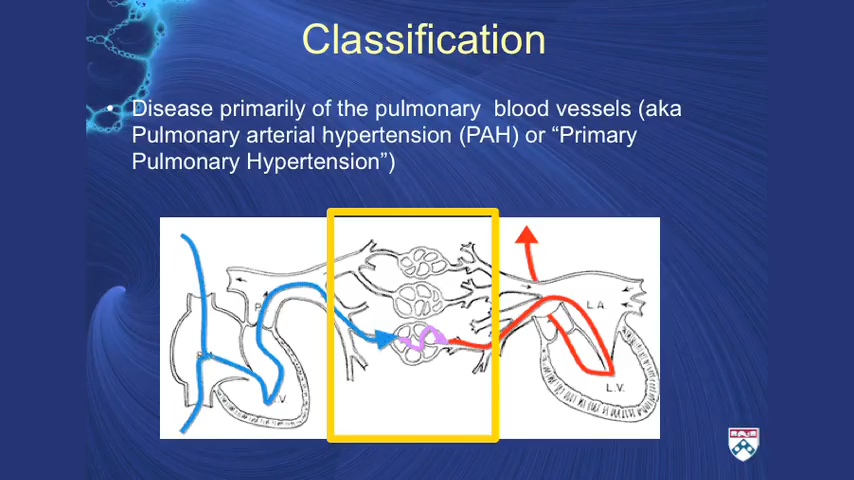 Classification
• Disease primarily of the pulmonary blood vessels (aka
Pulmonary arterial hypertension (PAH) or “Primary
Pulmonary Hypertension”)
L.A.
L.V.